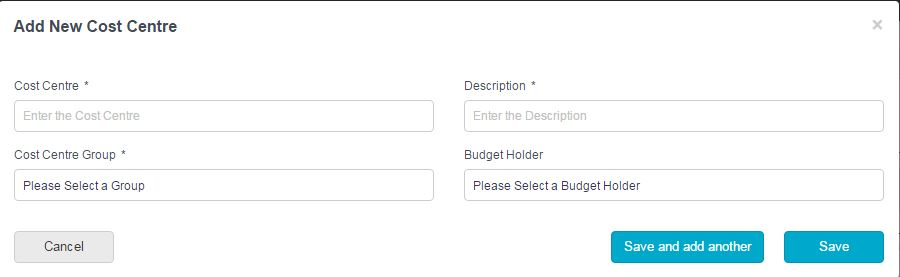 Add New Cost Centre ×
Cost Centre * Description *
Enter the Cost Centre Enter the Description
Cost Centre Group * Budget Holder
Please Select a Group Please Select a Budget Holder
Cancel Save and add another Save